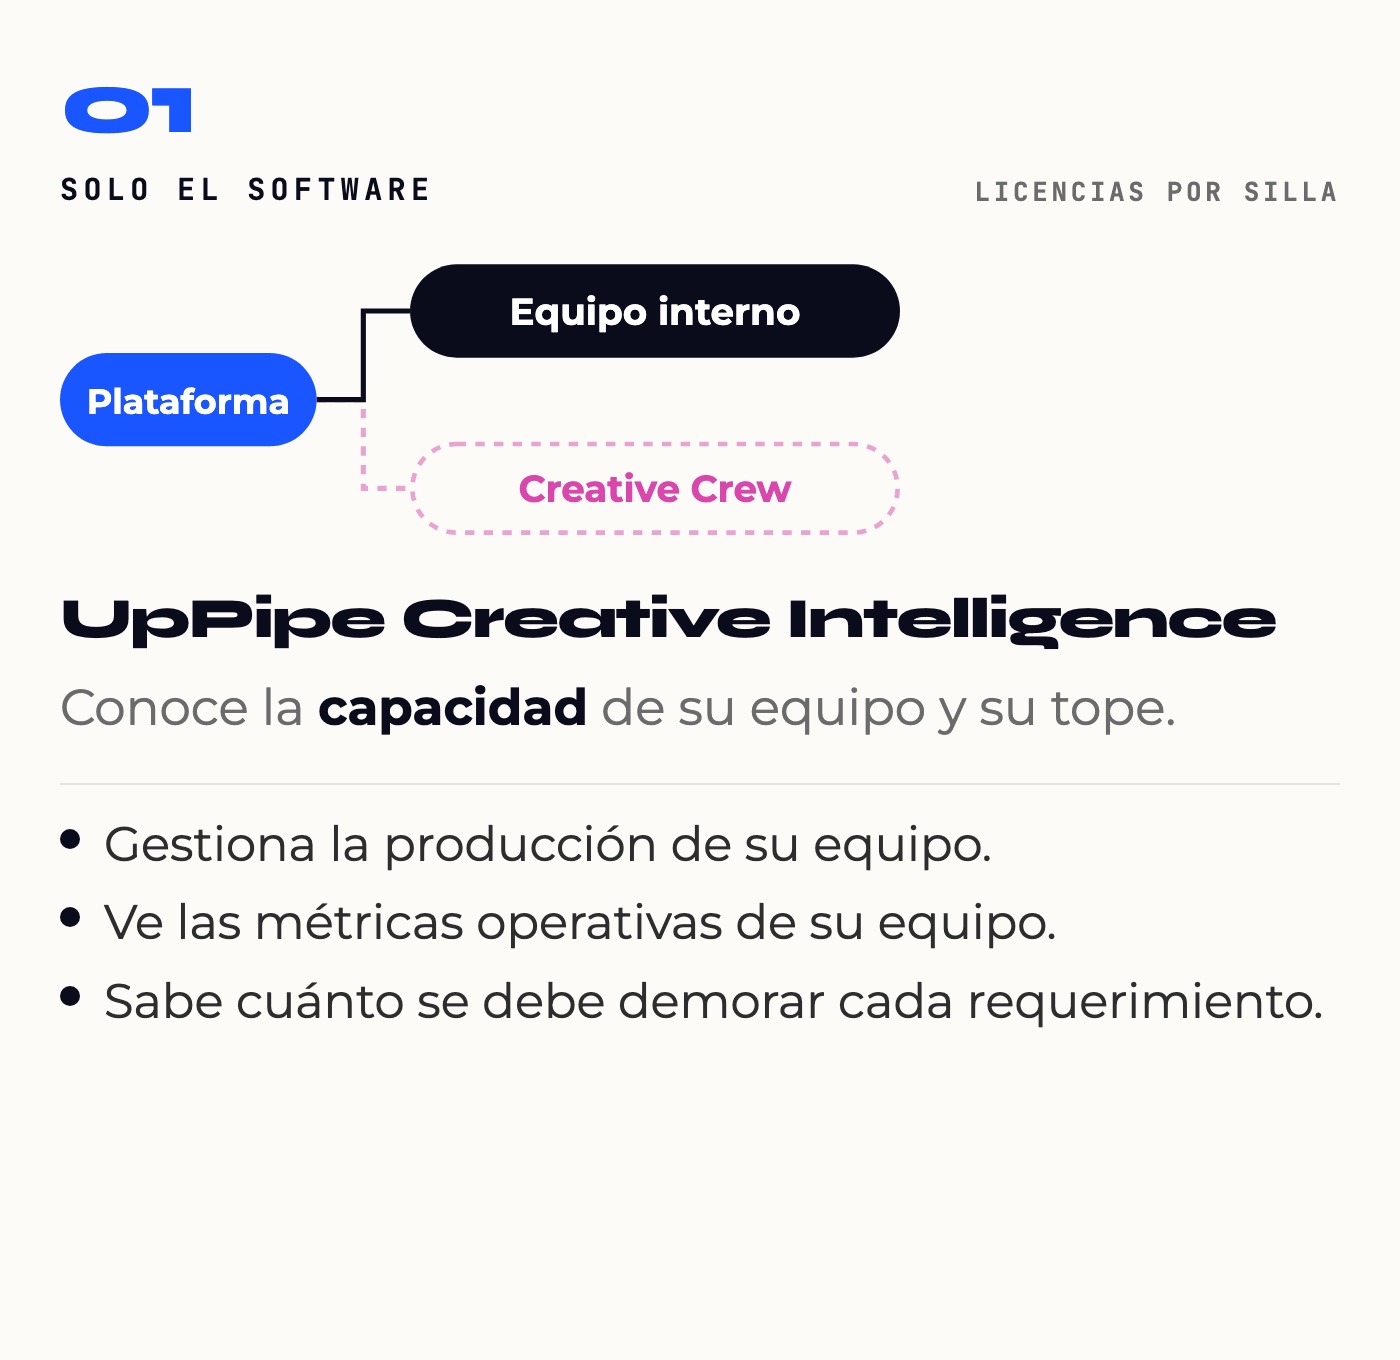 01
SOLO EL SOFTWARE
LICENCIAS POR SILLA
Equipo interno
Plataforma
Creative Crew
UpPipe Creative Intelligence
Conoce la capacidad de su equipo y su tope.
Gestiona la producción de su equipo.
Ve las métricas operativas de su equipo.
Sabe cuánto se debe demorar cada requerimiento.